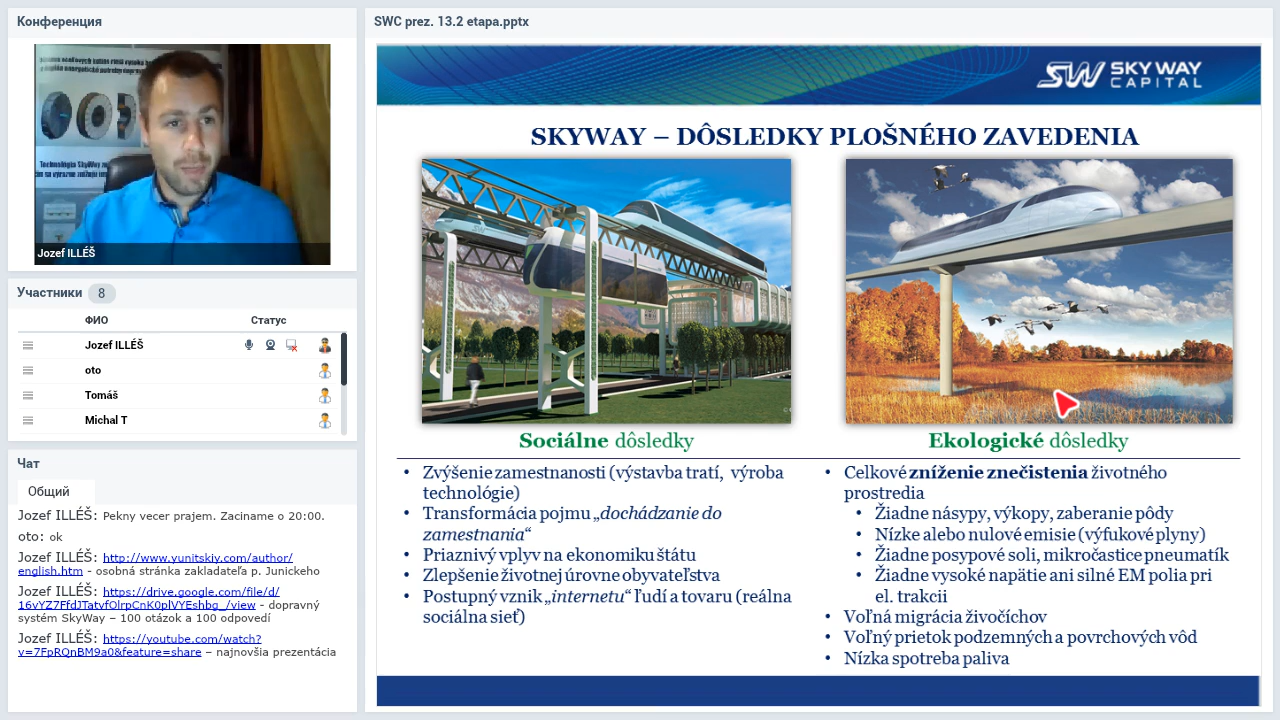 Конференция
Jozef ILLÉŠ
Участники 8
ФИО Статус
Jozef ILLÉŠ
oto
Tomáš
Michal T
Чат
Общий
Jozef ILLÉŠ: Pekny vecer prajem. Zaciname o 20:00.
oto: ok
Jozef ILLÉŠ: http://www.yunitskiy.com/author/
english.htm - osobná stránka zakladateľa p. Junickeho
Jozef ILLÉŠ: https://drive.google.com/file/d/
16vYZ7FfdJTatvfOlrpCnK0plVYEshbg_/view - dopravný
systém SkyWay – 100 otázok a 100 odpovedí
Jozef ILLÉŠ: https://youtube.com/watch?
v=7FpRQnBM9a0&feature=share – najnovšia prezentácia
SWC prez. 13.2 etapa.pptx
SW SKY WAY
CAPITAL
SKYWAY – DÔSLEDKY PLOŠNÉHO ZAVEDENIA
Sociálne dôsledky
• Zvýšenie zamestnanosti (výstavba tratí, výroba
technológie)
• Transformácia pojmu „dochádzanie do
zamestnania“
• Priaznivý vplyv na ekonomiku štátu
• Zlepšenie životnej úrovne obyvateľstva
• Postupný vznik „internetu“ ľudí a tovaru (reálna
sociálna sieť)
Ekologické dôsledky
• Celkové zníženie znečistenia životného
prostredia
• Žiadne násypy, výkopy, zaberanie pôdy
• Nízke alebo nulové emisie (výfukové plyny)
• Žiadne posypové soli, mikročastice pneumatík
• Žiadne vysoké napätie ani silné EM polia pri
el. trakcii
• Voľná migrácia živočíchov
• Voľný prietok podzemných a povrchových vôd
• Nízka spotreba paliva